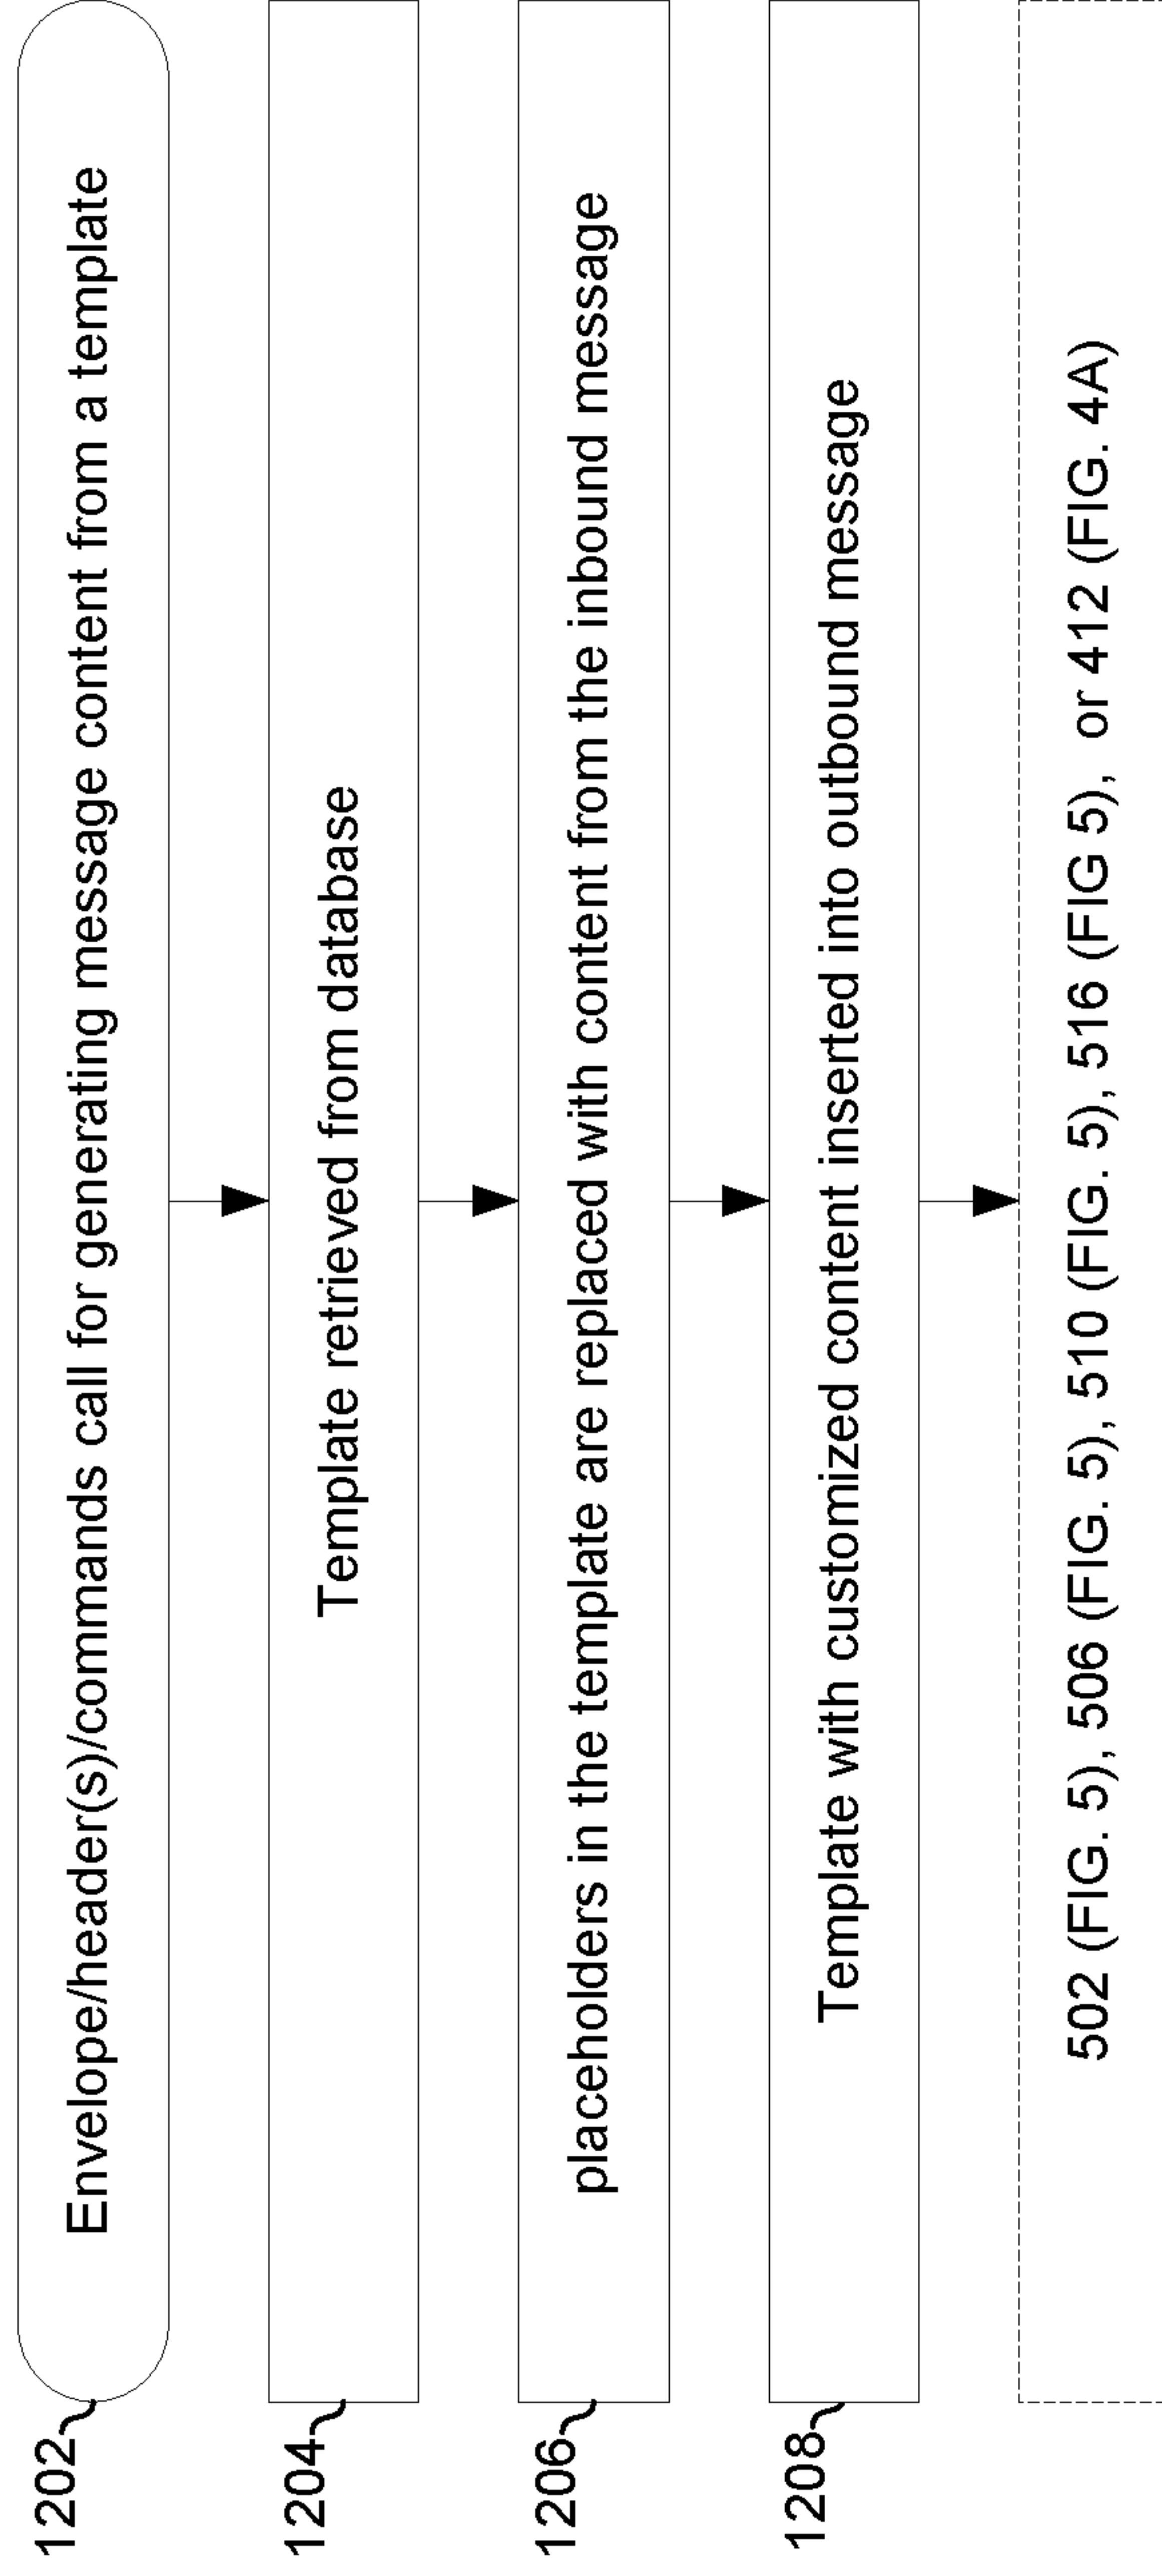 1202
Envelope/header(s)/commands call for generating message content from a template
1204
Template retrieved from database
1206
placeholders in the template are replaced with content from the inbound message
1208
Template with customized content inserted into outbound message
502 (FIG. 5), 506 (FIG. 5), 510 (FIG. 5), 516 (FIG 5),  or 412 (FIG. 4A)